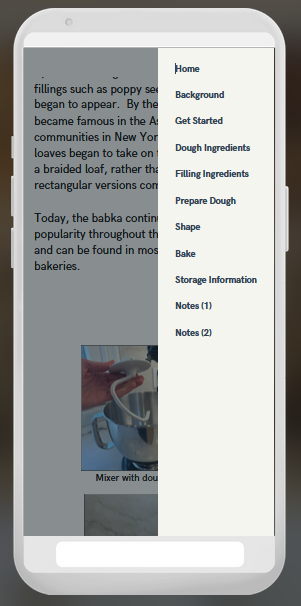 fillings such as poppy see
began to appear. By the
became famous in the As
communities in New Yor
loaves began to take on
a braided loaf, rather tha
rectangular versions com
Today, the babka continu
popularity throughout th
and can be found in mos
bakeries.
Mixer with dou
Home
Background
Get Started
Dough Ingredients
Filling Ingredients
Prepare Dough
Shape
Bake
Storage Information
Notes (1)
Notes (2)